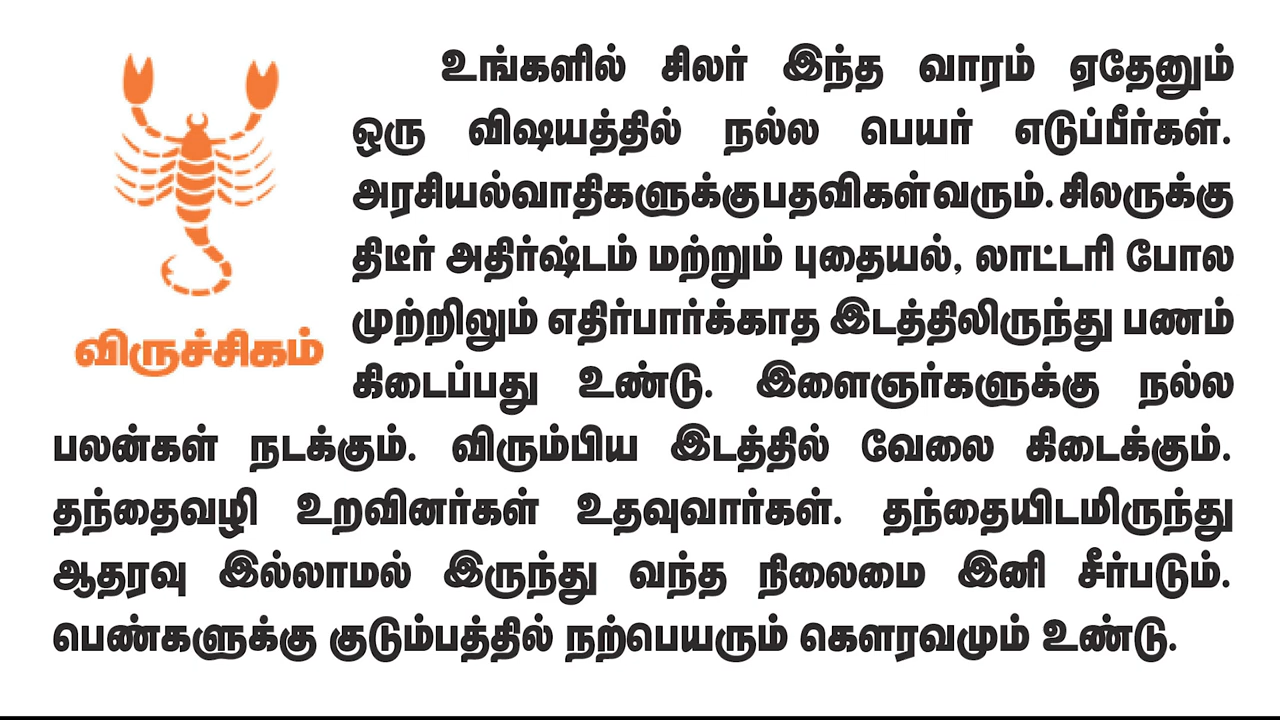 உங்களில் சிலர் இந்த வாரம் ஏதேனும்
ஒரு விஷயத்தில் நல்ல பெயர் எடுப்பீர்கள்.
அரசியல்வாதிகளுக்கு பதவிகள் வரும். சிலருக்கு
திடீர் அதிர்ஷ்டம் மற்றும் புதையல், லாட்டரி போல
முற்றிலும் எதிர்பார்க்காத இடத்திலிருந்து பணம்
விருச்சிகம்
கிடைப்பது உண்டு. இளைஞர்களுக்கு நல்ல
பலன்கள் நடக்கும். விரும்பிய இடத்தில் வேலை கிடைக்கும்.
தந்தைவழி உறவினர்கள் உதவுவார்கள். தந்தையிடமிருந்து
ஆதரவு இல்லாமல் இருந்து வந்த நிலைமை இனி சீர்படும்.
பெண்களுக்கு குடும்பத்தில் நற்பெயரும் கௌரவமும் உண்டு.